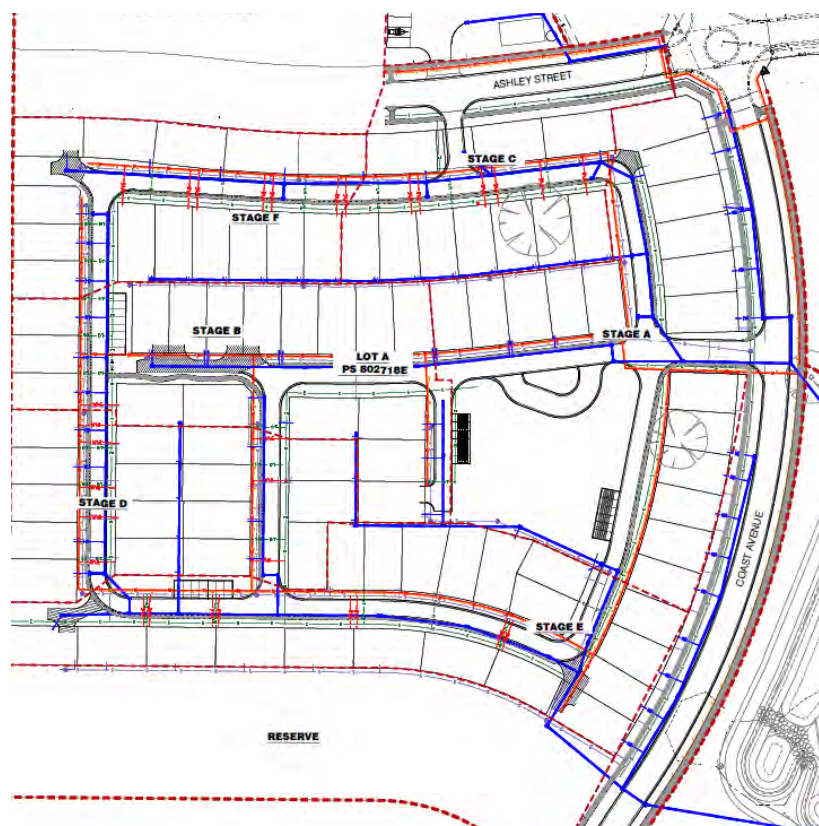 ASHLEY STREET
STAGE C
STAGE F
STAGE B
STAGE A
LOT A
PS 802718E
STAGE D
COAST AVENUE
STAGE E
RESERVE